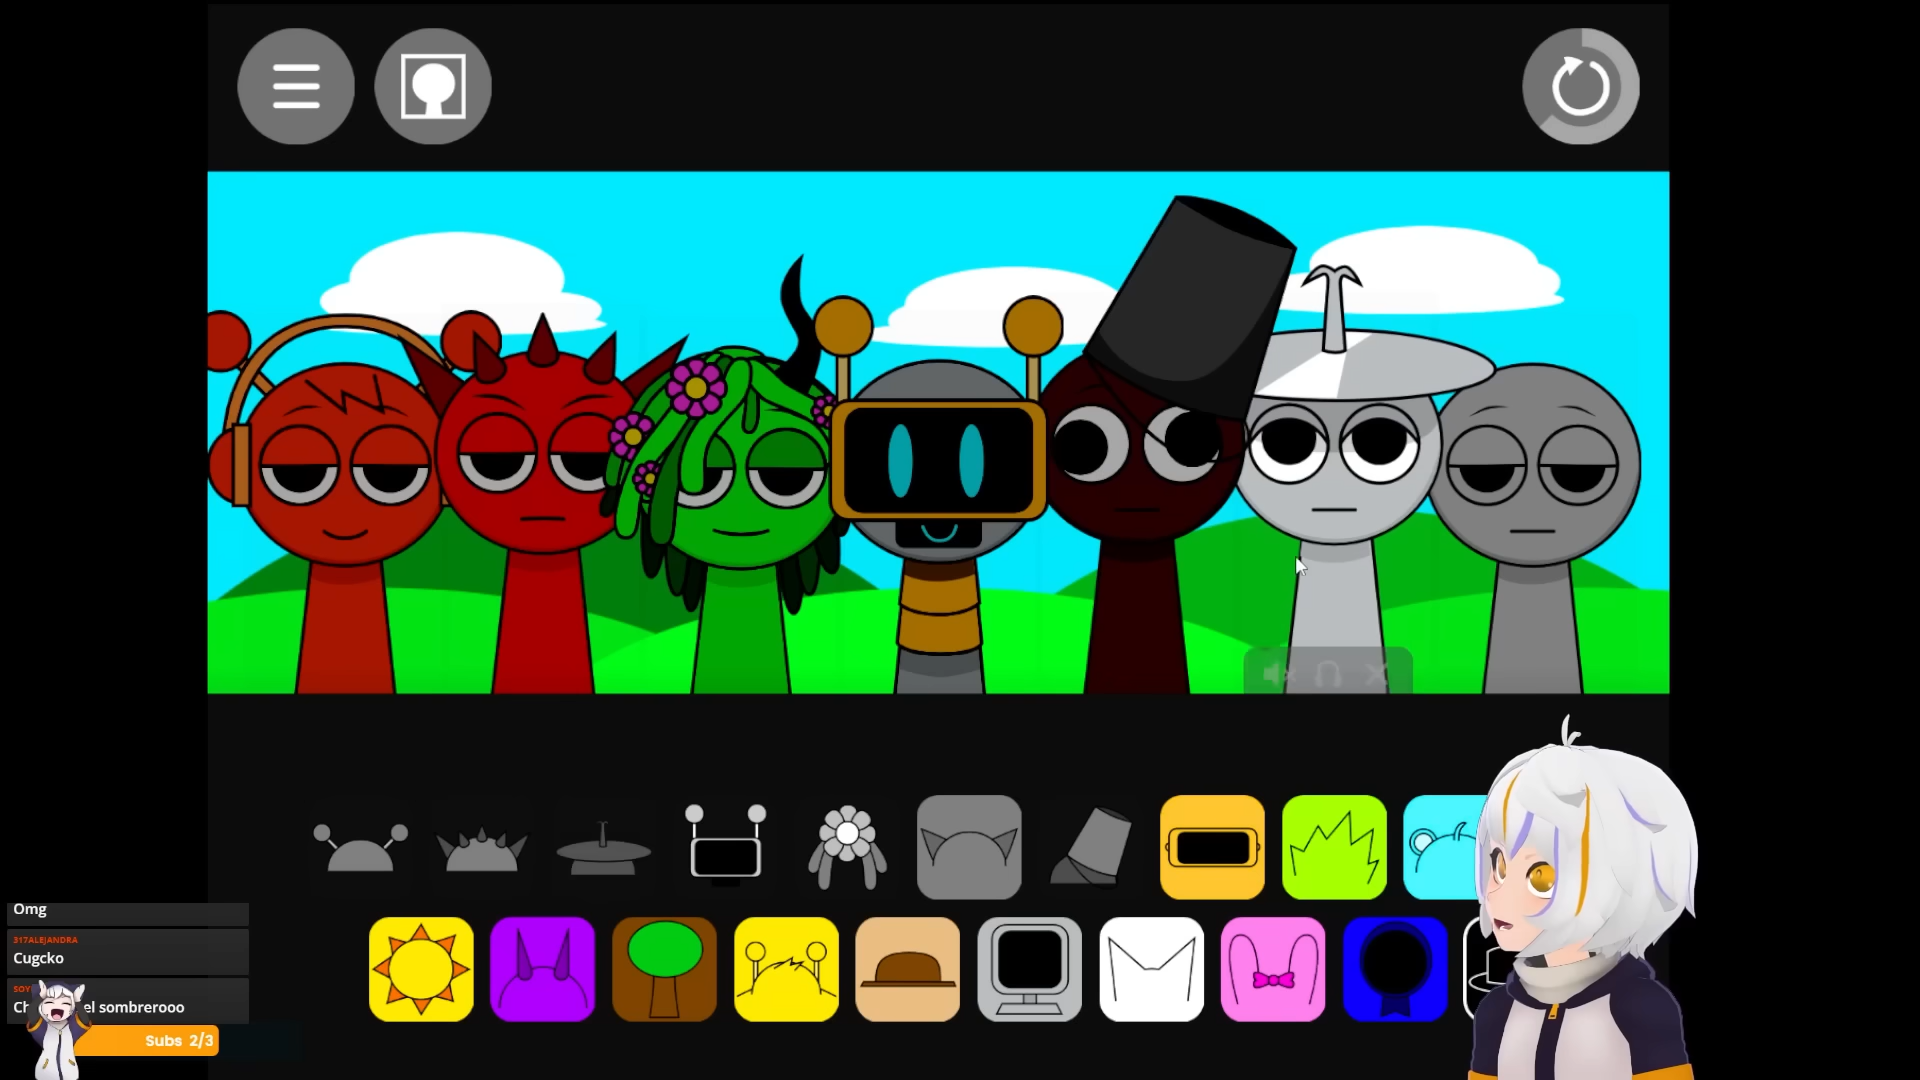 Omg
317ALEJANDRA
Cugcko
el sombrerooo
Subs 2/3